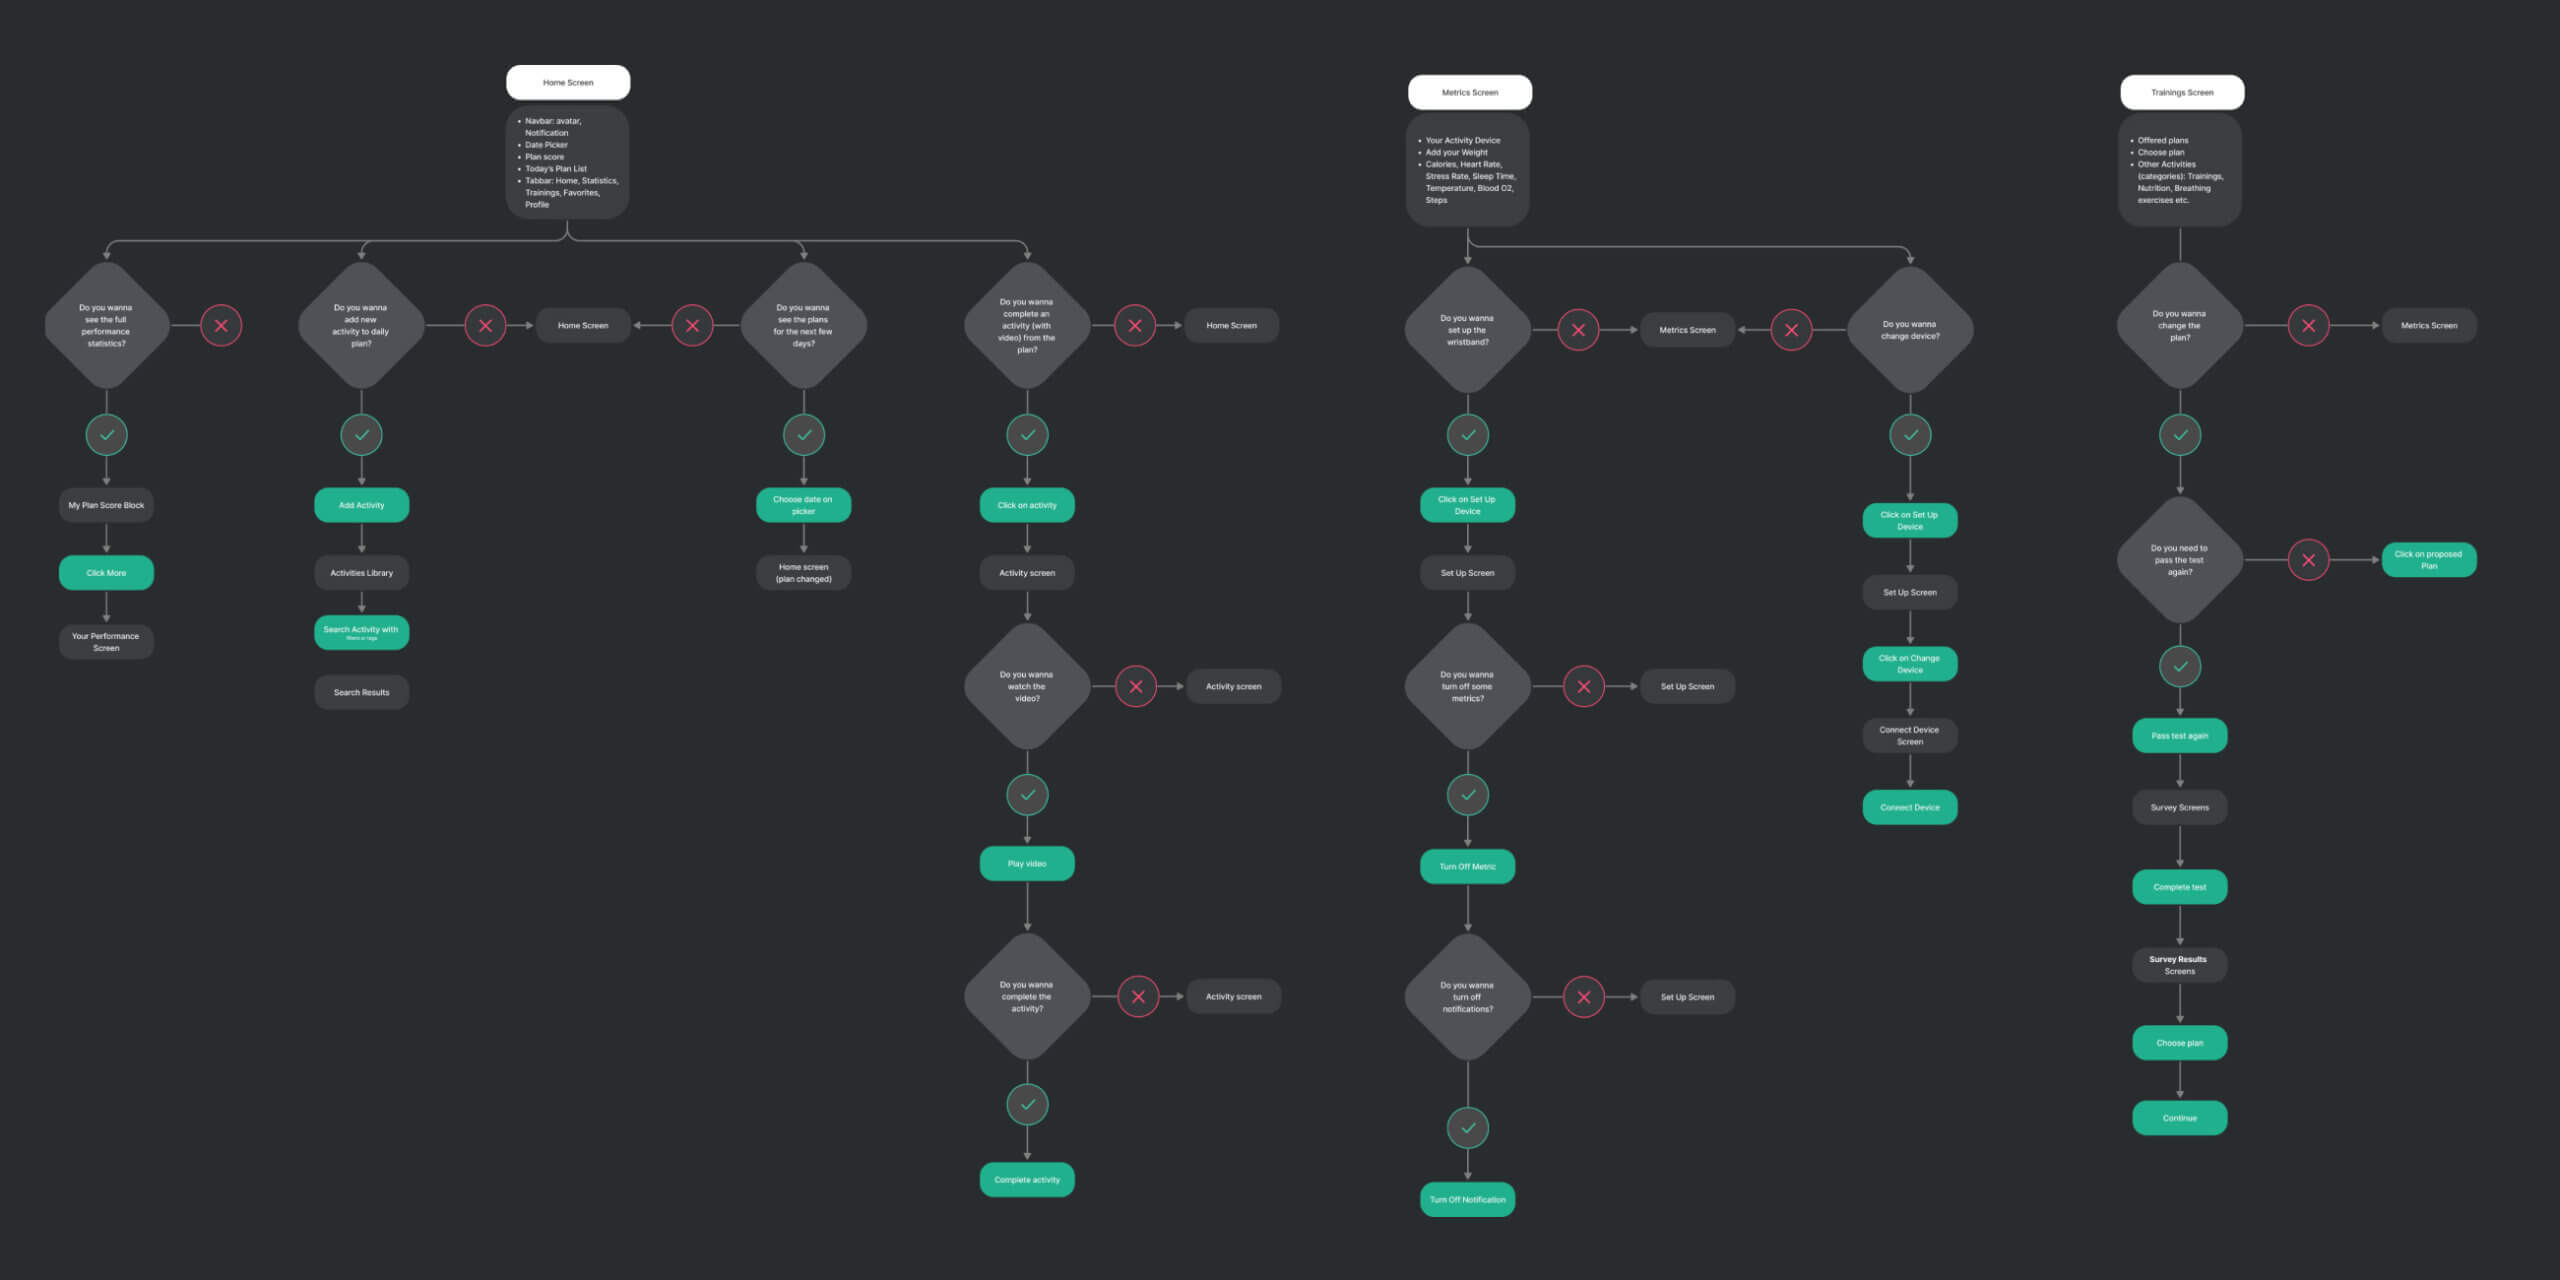 Home Screen
• Navbar: avatar,
Notification
• Date Picker
• Plan score
• Today's Plan List
• Tabbar: Home, Statistics,
Trainings, Favorites,
Profile
Do you wanna
see the full
performance
statistics?
My Plan Score Block
Click More
Your Performance
Screen
Do you wanna
add new
activity to daily
plan?
Home Screen
Add Activity
Activities Library
Search Activity with
filters or tags
Search Results
Do you wanna
see the plans
for the next few
days?
Choose date on
picker
Home screen
(plan changed)
Do you wanna
complete an
activity (with
video) from the
plan?
Home Screen
Click on activity
Activity screen
Do you wanna
watch the
video?
Activity screen
Play video
Do you wanna
complete the
activity?
Activity screen
Complete activity
Metrics Screen
• Your Activity Device
• Add your Weight
• Calories, Heart Rate,
Stress Rate, Sleep Time,
Temperature, Blood O2,
Steps
Do you wanna
set up the
wristband?
Metrics Screen
Click on Set Up
Device
Set Up Screen
Do you wanna
turn off some
metrics?
Set Up Screen
Turn Off Metric
Do you wanna
turn off
notifications?
Set Up Screen
Turn Off Notification
Do you wanna
change device?
Click on Set Up
Device
Set Up Screen
Click on Change
Device
Connect Device
Screen
Connect Device
Trainings Screen
• Offered plans
• Choose plan
• Other Activities
(categories): Trainings,
Nutrition, Breathing
exercises etc.
Do you wanna
change the
plan?
Metrics Screen
Do you need to
pass the test
again?
Click on proposed
Plan
Pass test again
Survey Screens
Complete test
Survey Results
Screens
Choose plan
Continue